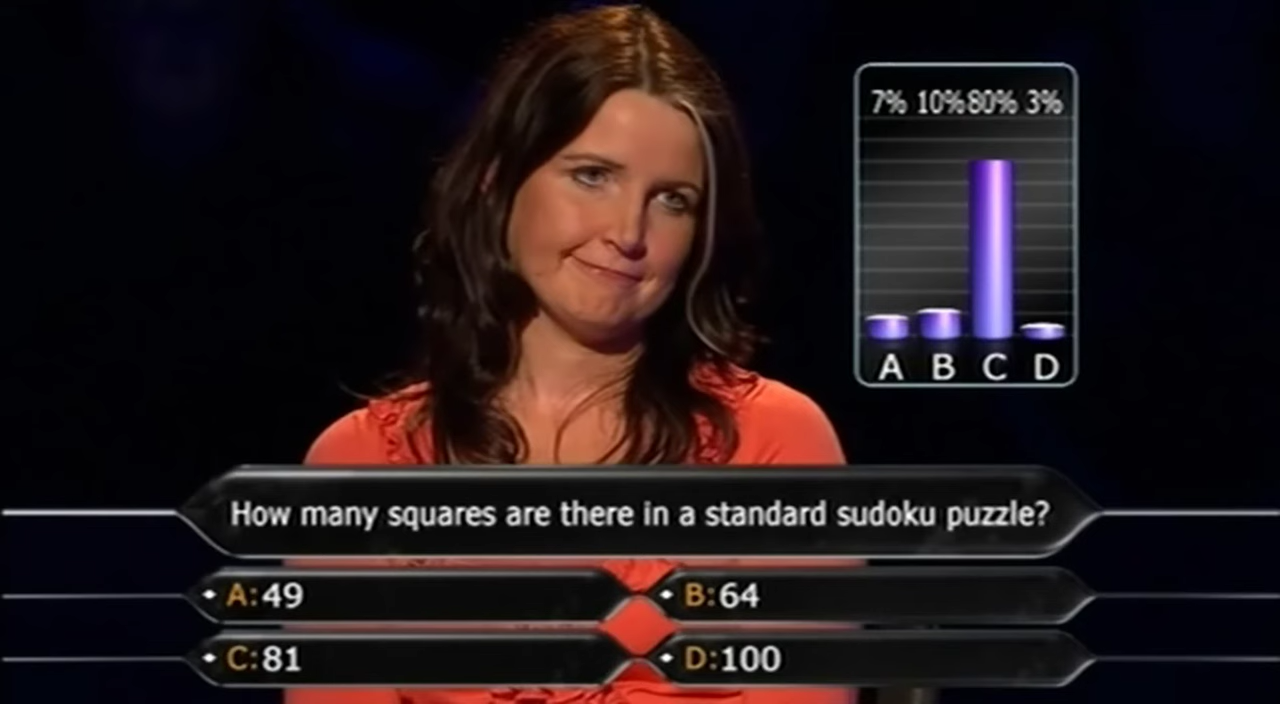 7% 10% 80% 3%
A B C D
How many squares are there in a standard sudoku puzzle?
A: 49
B: 64
C: 81
D: 100